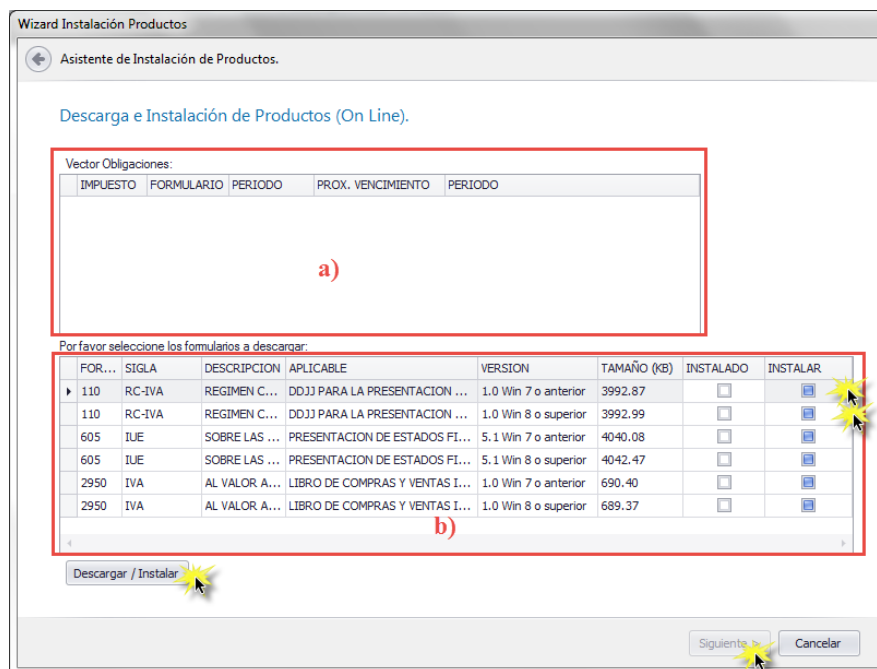 Wizard Instalación Productos
Asistente de Instalación de Productos.
Descarga e Instalación de Productos (On Line).
Vector Obligaciones:
IMPUESTO FORMULARIO PERIODO PROX. VENCIMIENTO PERIODO
a)
Por favor seleccione los formularios a descargar:
FOR... SIGLA DESCRIPCION APLICABLE VERSION TAMAÑO (KB) INSTALADO INSTALAR
110 RC-IVA REGIMEN C... DDJJ PARA LA PRESENTACION ... 1.0 Win 7 o anterior 3992.87
110 RC-IVA REGIMEN C... DDJJ PARA LA PRESENTACION ... 1.0 Win 8 o superior 3992.99
605 IUE SOBRE LAS ... PRESENTACION DE ESTADOS FI... 5.1 Win 7 o anterior 4040.08
605 IUE SOBRE LAS ... PRESENTACION DE ESTADOS FI... 5.1 Win 8 o superior 4042.47
2950 IVA AL VALOR A... LIBRO DE COMPRAS Y VENTAS I... 1.0 Win 7 o anterior 690.40
2950 IVA AL VALOR A... LIBRO DE COMPRAS Y VENTAS I... 1.0 Win 8 o superior 689.37
b)
Descargar / Instalar
Siguiente > Cancelar